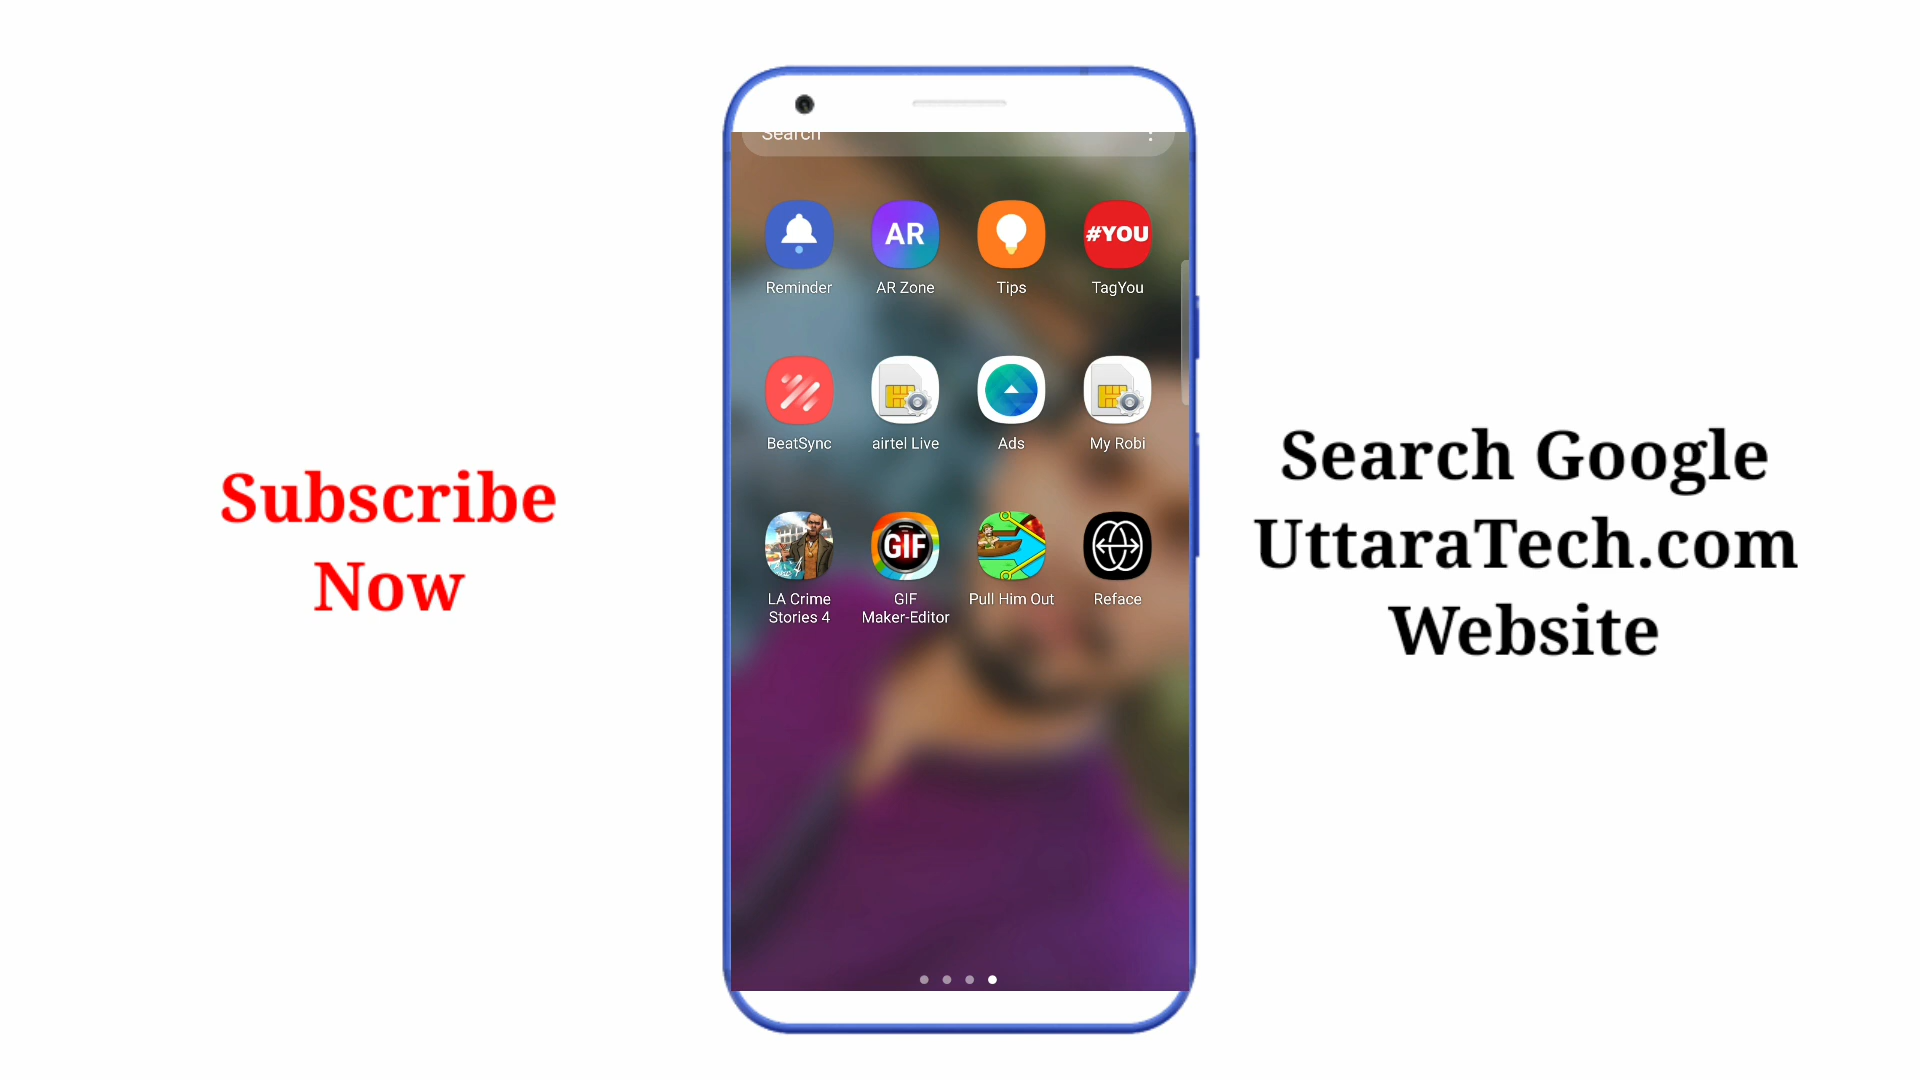 Search
#YOU
AR
Reminder AR Zone Tips TagYou
BeatSync airtel Live Ads My Robi
GIF
LA Crime Stories 4
GIF Maker-Editor
Pull Him Out
Reface
Subscribe
Now
Search Google
UttaraTech.com
Website